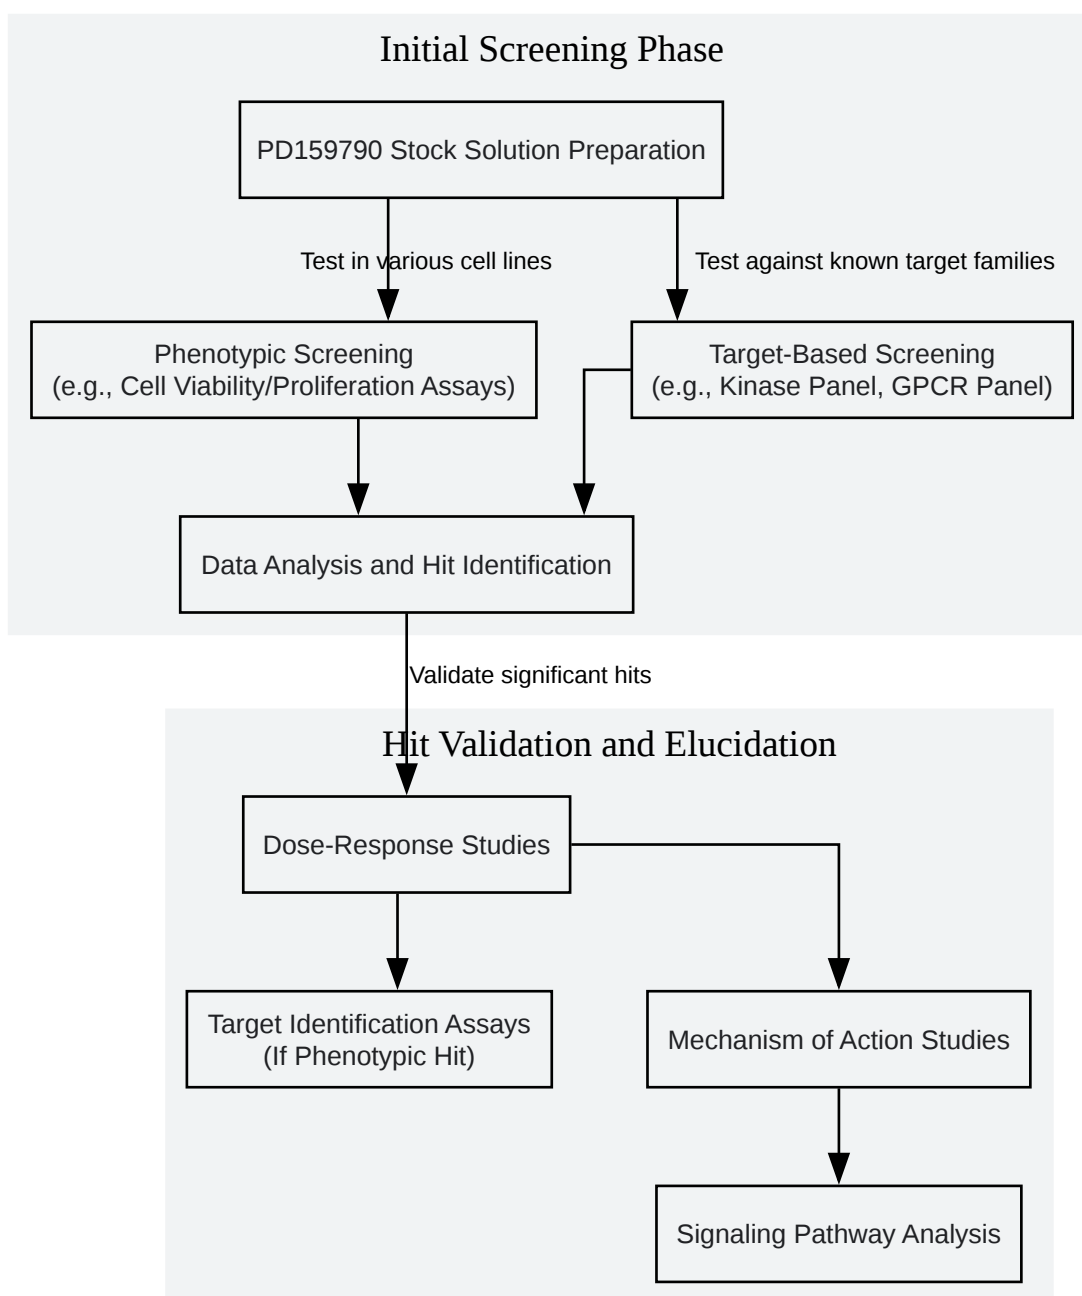 Initial Screening Phase
PD159790 Stock Solution Preparation
Test in various cell lines
Test against known target families
Phenotypic Screening
(e.g., Cell Viability/Proliferation Assays)
Target-Based Screening
(e.g., Kinase Panel, GPCR Panel)
Data Analysis and Hit Identification
Validate significant hits
Hit Validation and Elucidation
Dose-Response Studies
Target Identification Assays
(If Phenotypic Hit)
Mechanism of Action Studies
Signaling Pathway Analysis